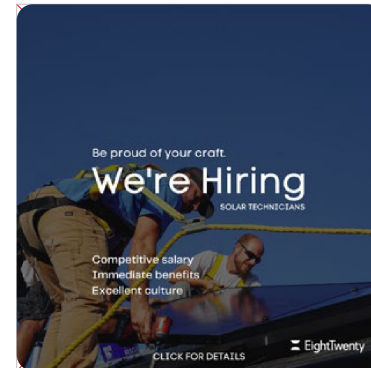 Be proud of your craft.
We're Hiring
SOLAR TECHNICIANS
Competitive salary
Immediate benefits
Excellent culture
EightTwenty
CLICK FOR DETAILS